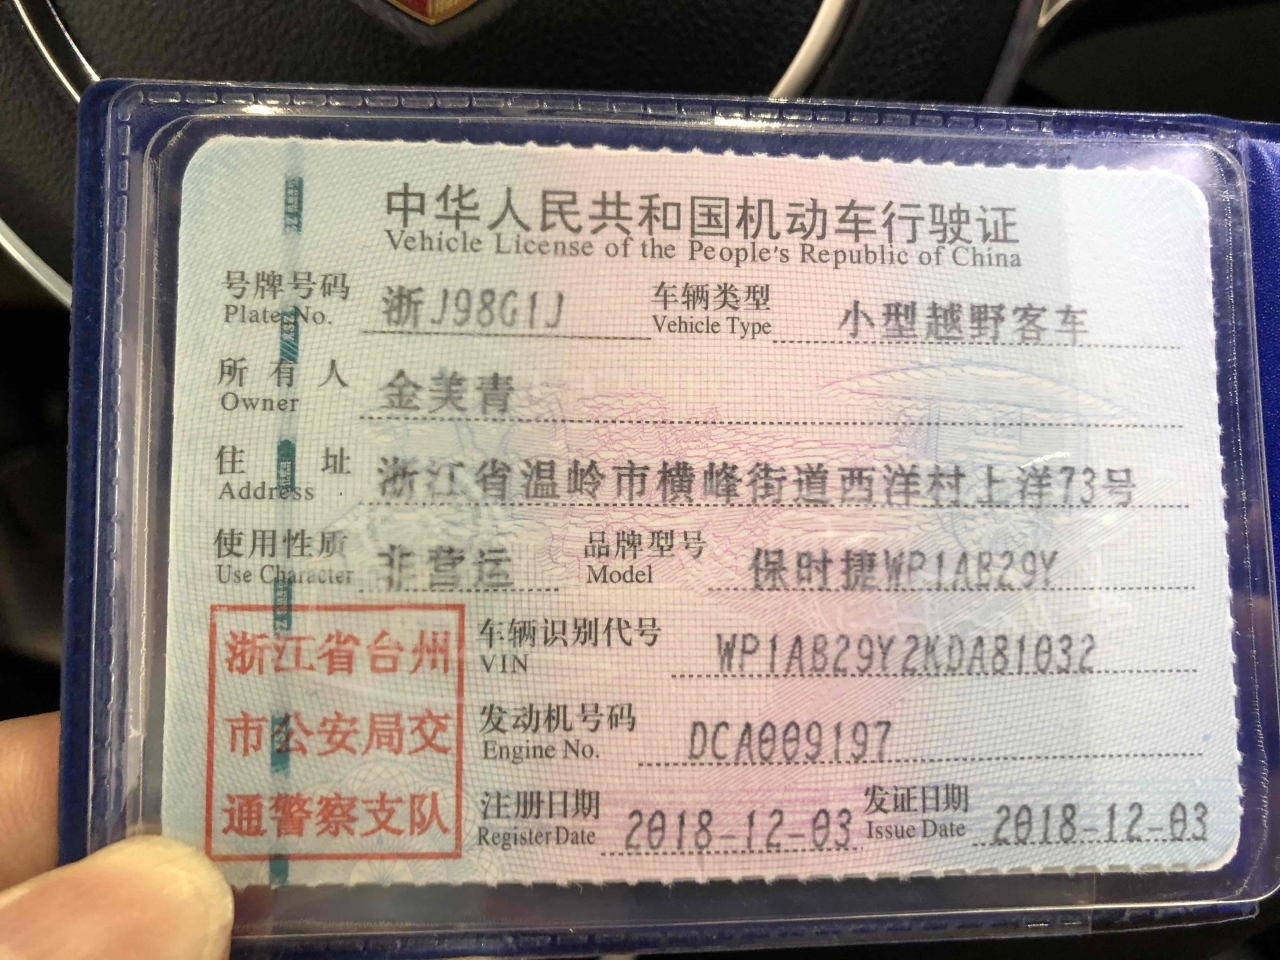 中华人民共和国机动车行驶证
Vehicle License of the People's Republic of China
号牌号码 浙J98G1J 车辆类型 小型越野客车
Plate No. Vehicle Type
所有人 金美青
Owner
住址 浙江省温岭市横峰街道西洋村上洋73号
Address
使用性质 非营运 品牌型号 保时捷WP1AB29Y
Use Character Model
浙江省台州
市公安局交
通警察支队
车辆识别代号 WP1AB29Y2KDA81032
VIN
发动机号码 DCA009197
Engine No.
注册日期 2018-12-03 发证日期 2018-12-03
Register Date Issue Date